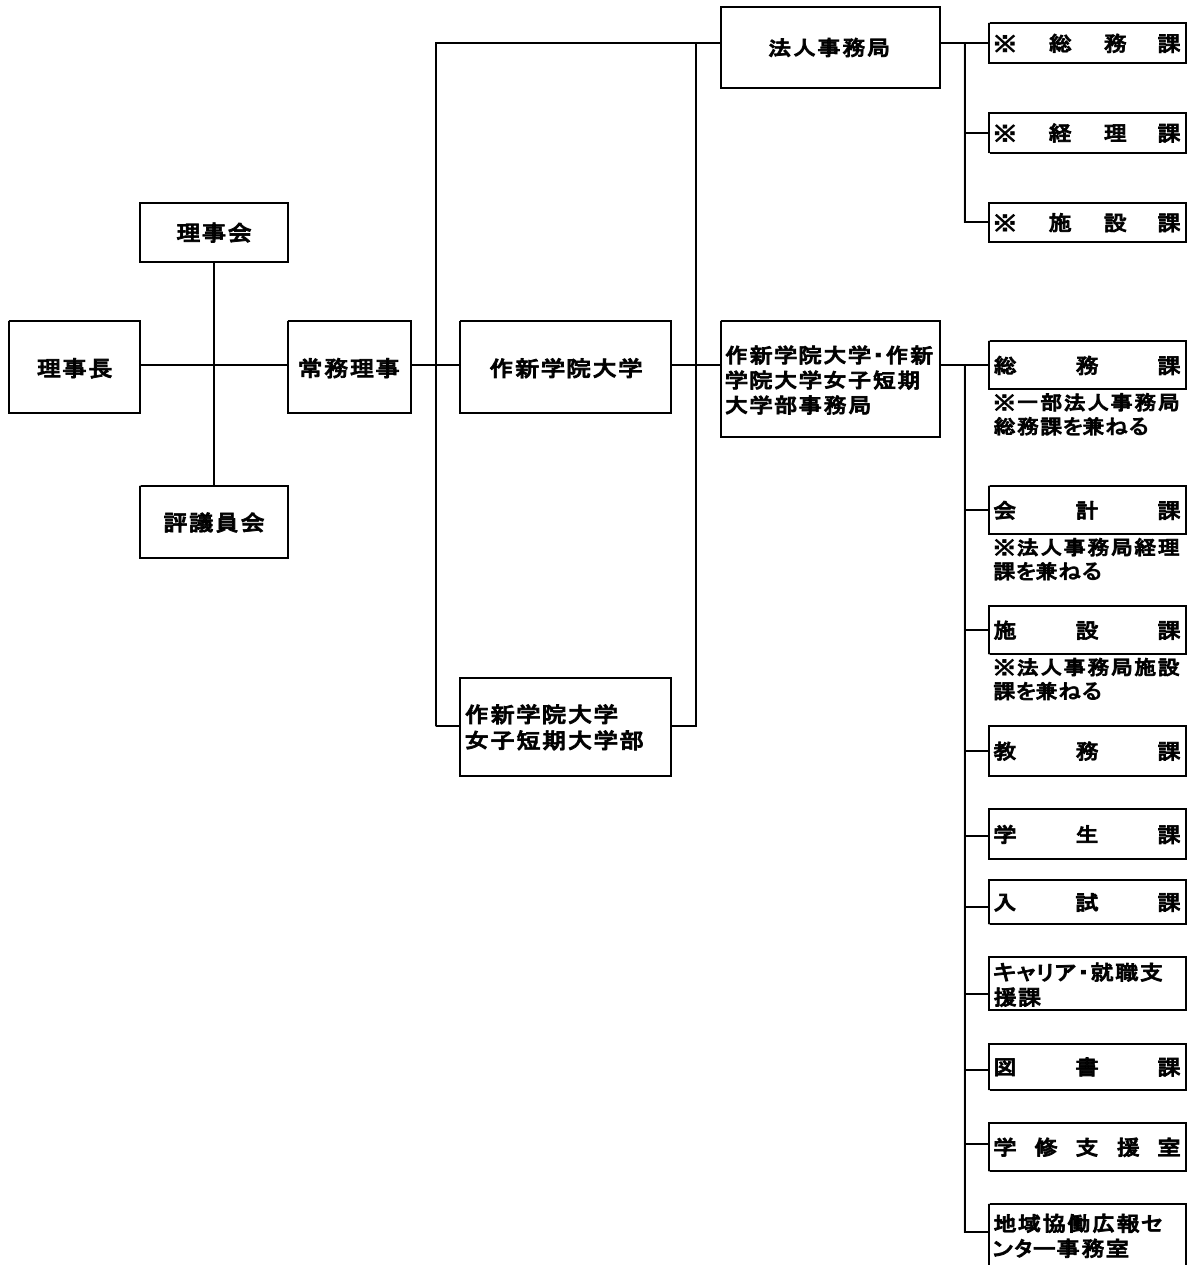 法人事務局
※総務課
※経理課
※施設課
理事会
理事長
常務理事
作新学院大学
作新学院大学・作新
学院大学女子短期
大学部事務局
総務課
※一部法人事務局
総務課を兼ねる
評議員会
会計課
※法人事務局経理
課を兼ねる
施設課
※法人事務局施設
課を兼ねる
作新学院大学
女子短期大学部
教務課
学生課
入試課
キャリア・就職支
援課
図書課
学修支援室
地域協働広報セ
ンター事務室